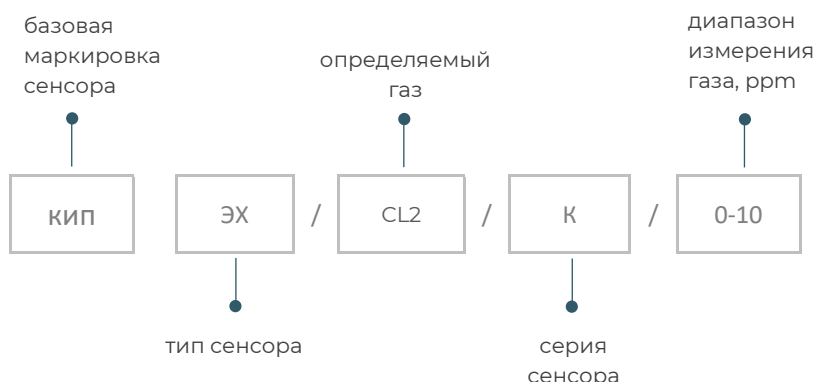 базовая
маркировка
сенсора
определяемый
газ
диапазон
измерения
газа, ppm
кип ЭХ / CL2 / К / 0-10
тип сенсора
серия
сенсора